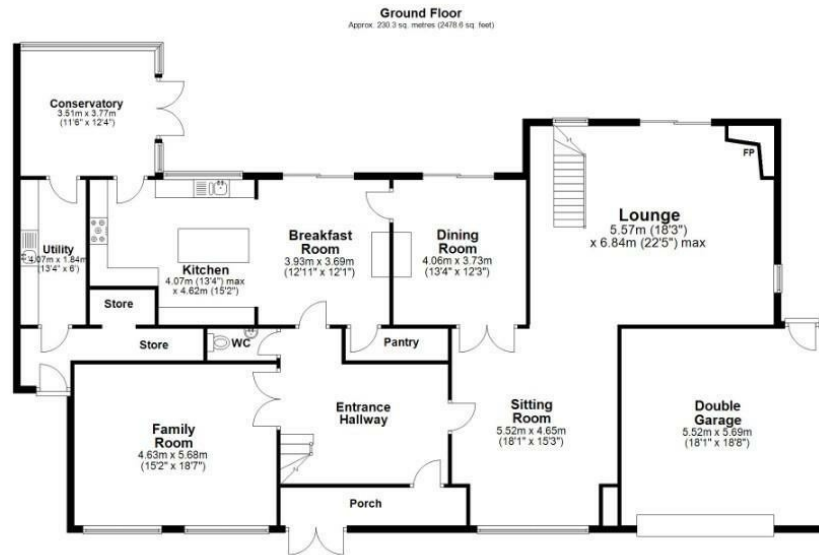 Ground Floor
Approx. 230.3 sq. metres (2478.6 sq. feet)
Conservatory
3.51m x 3.77m
(11'6" x 12'4")
FP
Lounge
5.57m (18'3")
x 6.84m (22'5") max
Utility
4.07m x 1.84m
(13'4" x 6')
Kitchen
4.07m (13'4") max
x 4.62m (15'2")
Breakfast
Room
3.93m x 3.69m
(12'11" x 12'1")
Dining
Room
4.06m x 3.73m
(13'4" x 12'3")
Store
Store
WC
Pantry
Family
Room
4.63m x 5.68m
(15'2" x 18'7")
Entrance
Hallway
Sitting
Room
5.52m x 4.65m
(18'1" x 15'3")
Double
Garage
5.52m x 5.69m
(18'1" x 18'8")
Porch